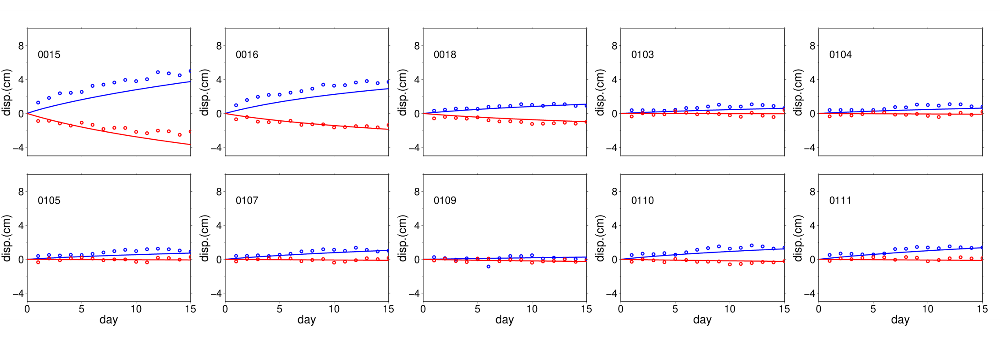 0015 0016 0018 0103 0104
8 8 8 8 8
4 4 4 4 4
0 0 0 0 0
−4 −4 −4 −4 −4
disp.(cm) disp.(cm) disp.(cm) disp.(cm) disp.(cm)
0105 0107 0109 0110 0111
8 8 8 8 8
4 4 4 4 4
0 0 0 0 0
−4 −4 −4 −4 −4
disp.(cm) disp.(cm) disp.(cm) disp.(cm) disp.(cm)
0 5 10 15 0 5 10 15 0 5 10 15 0 5 10 15 0 5 10 15
day day day day day